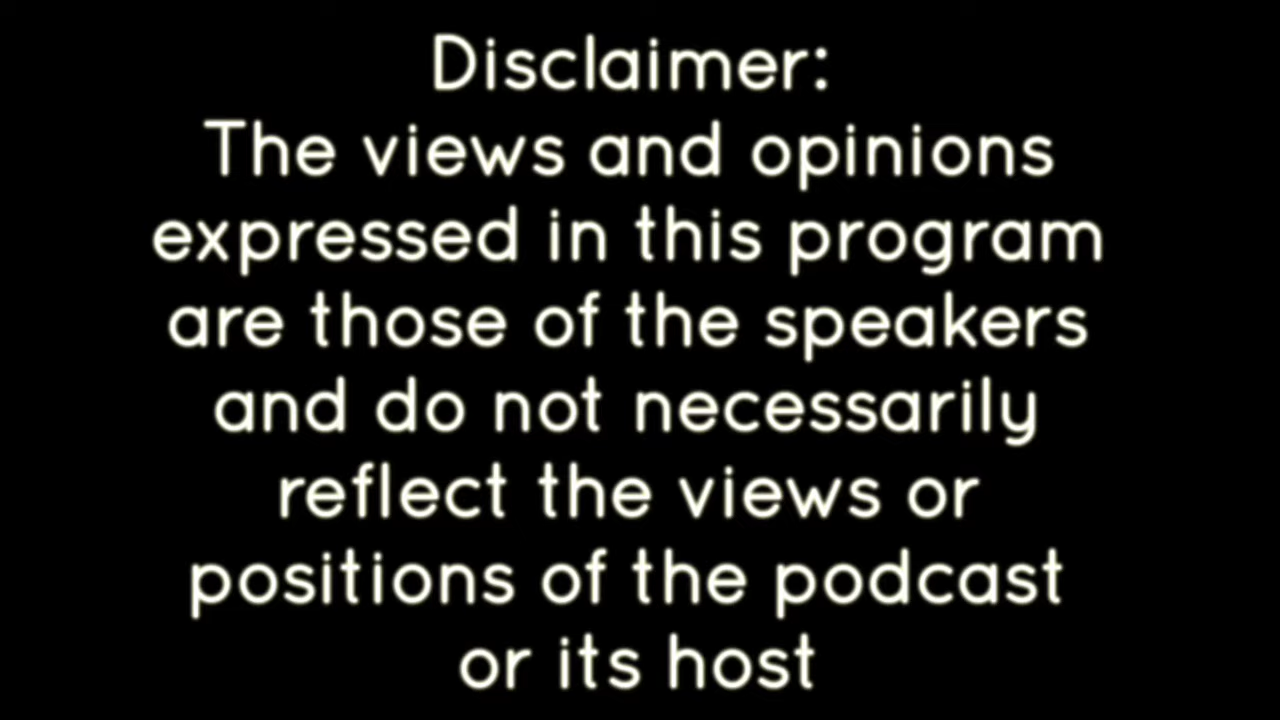 Disclaimer:
The views and opinions
expressed in this program
are those of the speakers
and do not necessarily
reflect the views or
positions of the podcast
or its host